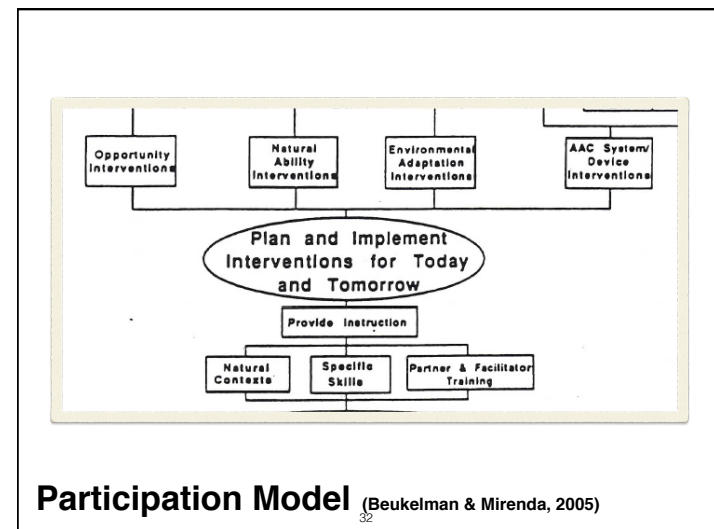 Opportunity
Interventions
Natural
Ability
Interventions
Environmental
Adaptation
Interventions
AAC System/
Device
Interventions
Plan and Implement
Interventions for Today
and Tomorrow
Provide Instruction
Natural
Contexts
Specific
Skills
Partner & Facilitator
Training
Participation Model (Beukelman & Mirenda, 2005)
32